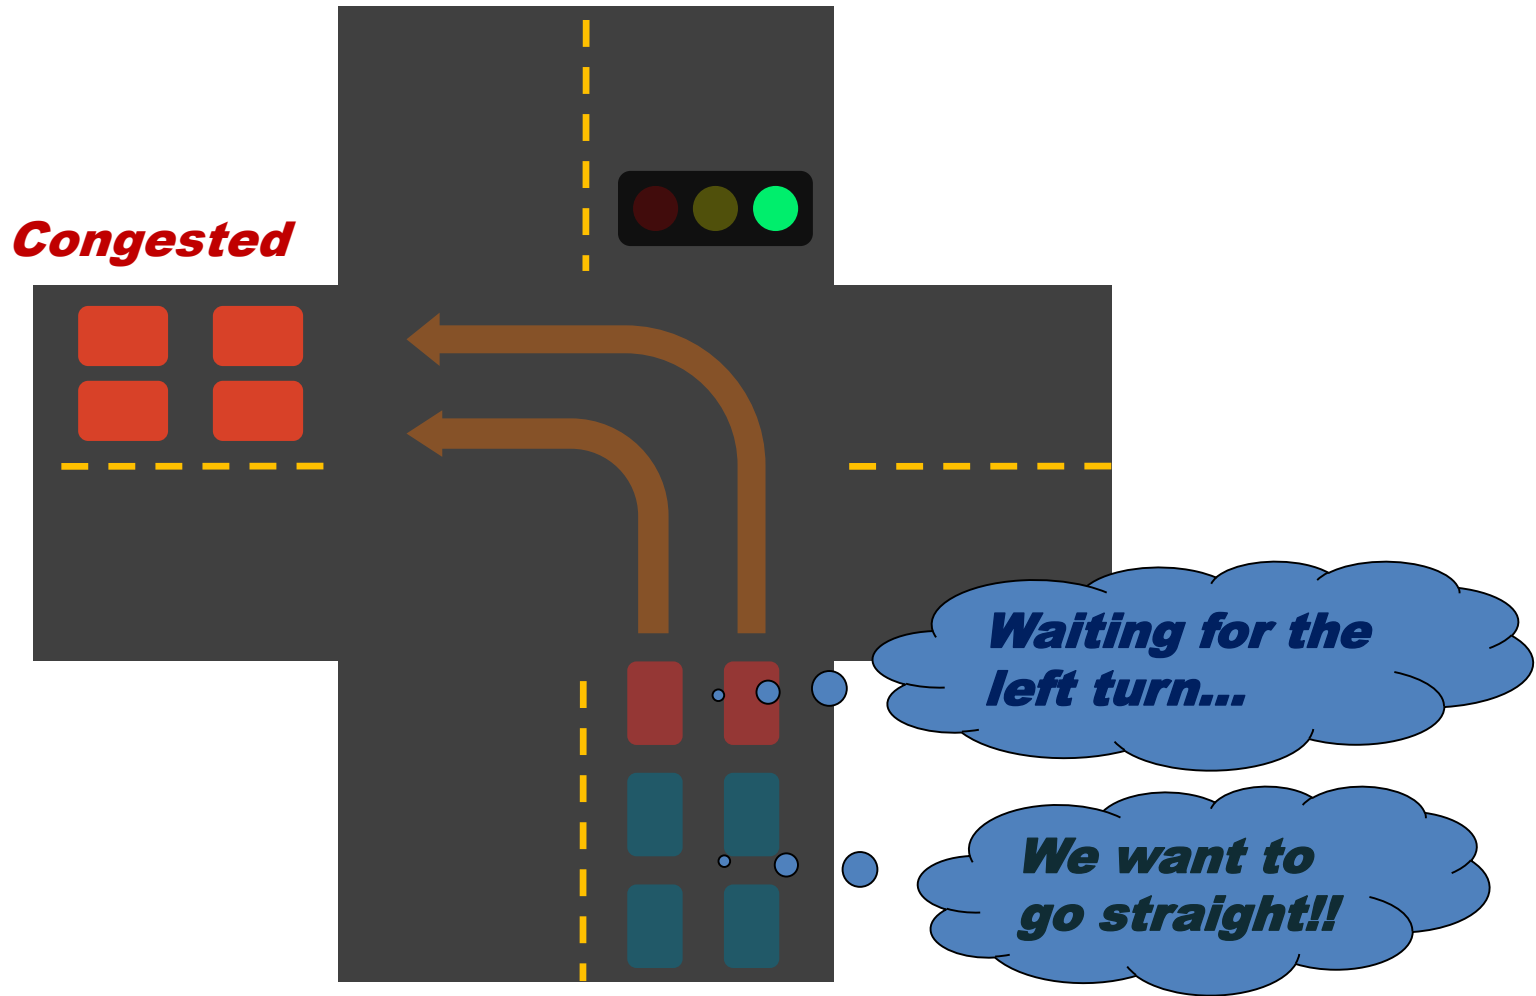 Congested
Waiting for the
left turn...
We want to
go straight!!